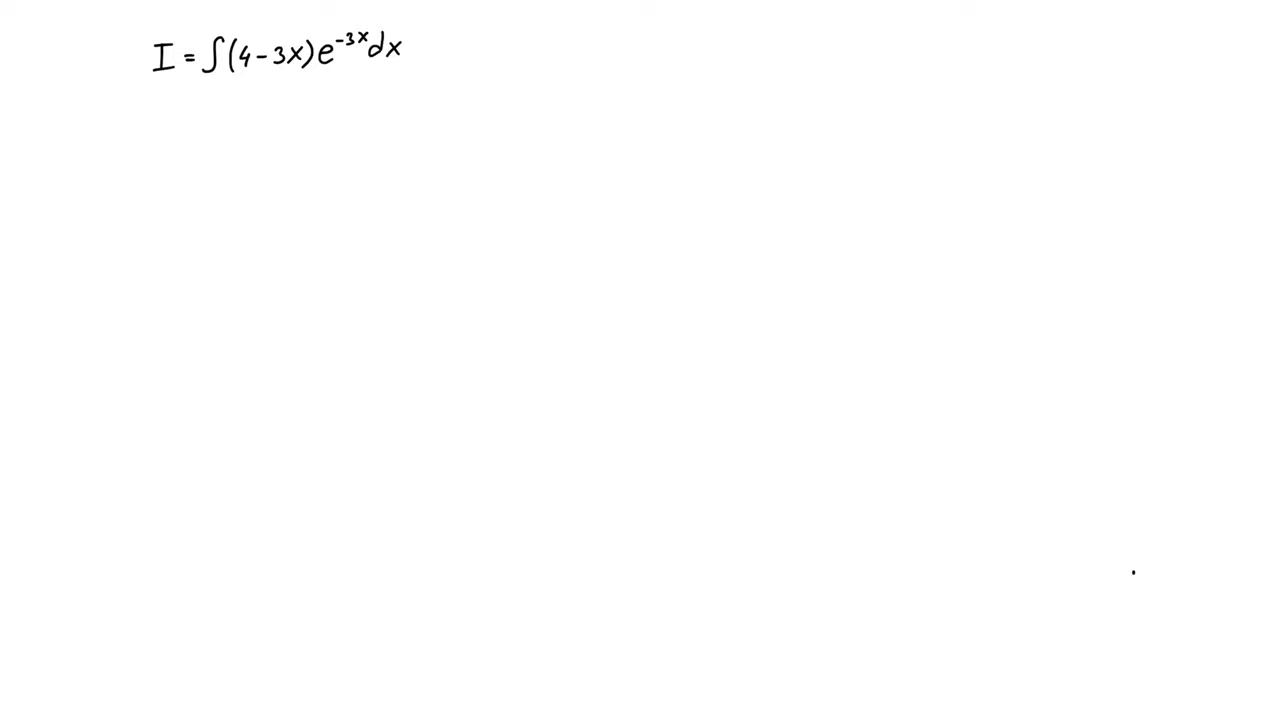 I = ∫(4-3x)e^{-3x}dx